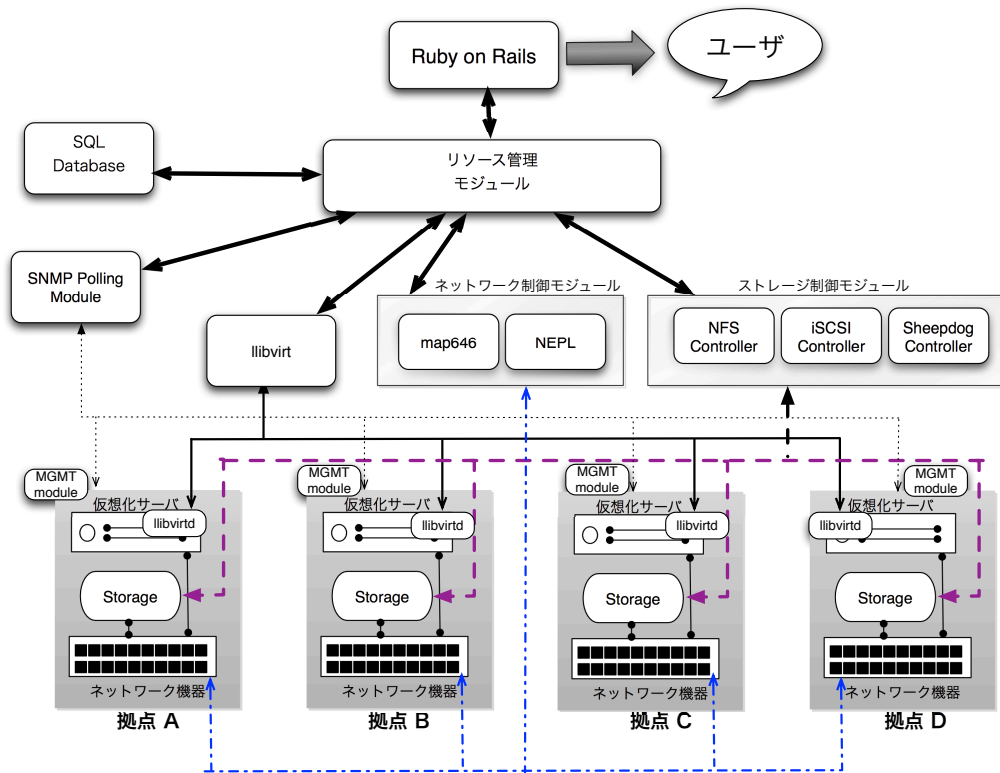 Ruby on Rails
ユーザ
SQL
Database
リソース管理
モジュール
SNMP Polling
Module
llibvirt
ネットワーク制御モジュール
map646
NEPL
ストレージ制御モジュール
NFS
Controller
iSCSI
Controller
Sheepdog
Controller
MGMT
module
仮想化サーバ
llibvirtd
Storage
ネットワーク機器
拠点 A
MGMT
module
仮想化サーバ
llibvirtd
Storage
ネットワーク機器
拠点 B
MGMT
module
仮想化サーバ
llibvirtd
Storage
ネットワーク機器
拠点 C
MGMT
module
仮想化サーバ
llibvirtd
Storage
ネットワーク機器
拠点 D